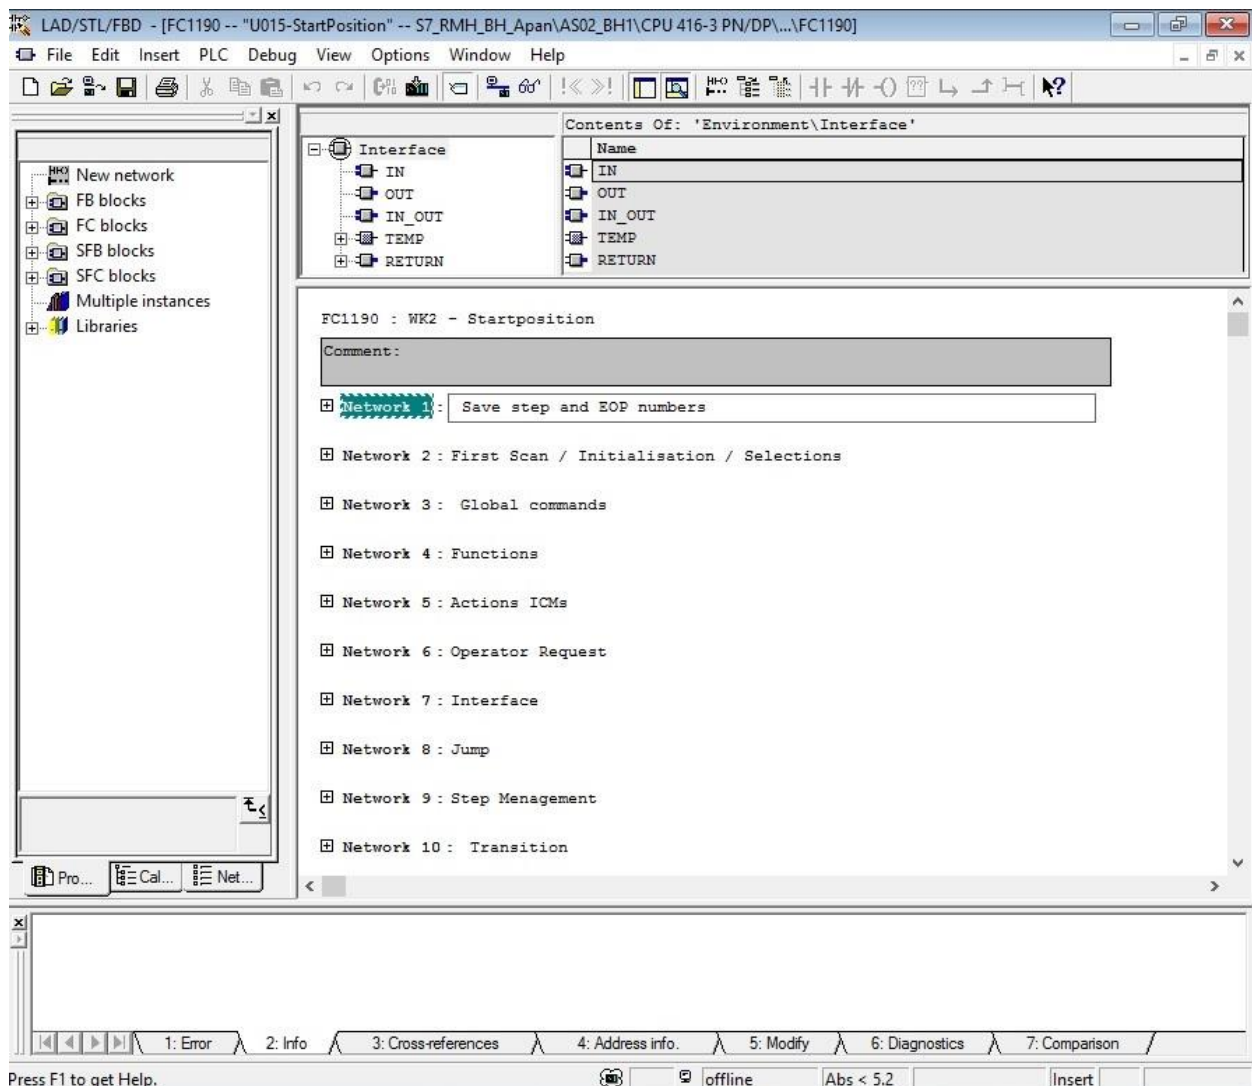 LAD/STL/FBD - [FC1190 -- "U015-StartPosition" -- S7_RMH_BH_Apan\AS02_BH1\CPU 416-3 PN/DP\...\FC1190]
File Edit Insert PLC Debug View Options Window Help
New network
FB blocks
FC blocks
SFB blocks
SFC blocks
Multiple instances
Libraries
Pro... Cal... Net...
Interface
IN
OUT
IN_OUT
TEMP
RETURN
Contents Of: 'Environment\Interface'
Name
IN
OUT
IN_OUT
TEMP
RETURN
FC1190 : WK2 - Startposition
Comment:
Network 1: Save step and EOP numbers
Network 2 : First Scan / Initialisation / Selections
Network 3 : Global commands
Network 4 : Functions
Network 5 : Actions ICMs
Network 6 : Operator Request
Network 7 : Interface
Network 8 : Jump
Network 9 : Step Menagement
Network 10 : Transition
1: Error 2: Info 3: Cross-references 4: Address info. 5: Modify 6: Diagnostics 7: Comparison
Press F1 to get Help. offline Abs < 5.2 Insert